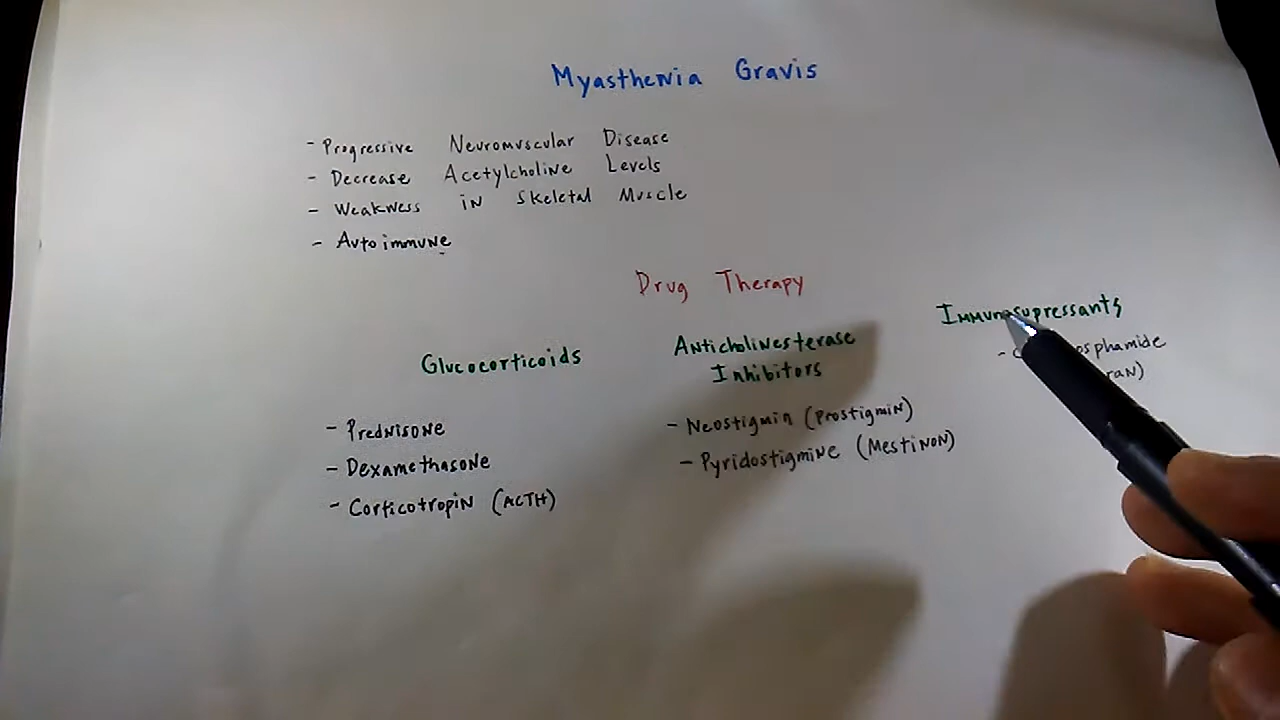 Myasthenia Gravis
- Progressive Neuromuscular Disease
- Decrease Acetylcholine Levels
- Weakness in Skeletal Muscle
- Autoimmune
Drug Therapy
Glucocorticoids
- Prednisone
- Dexamethasone
- Corticotropin (ACTH)
Anticholinesterase
Inhibitors
- Neostigmin (Prostigmin)
- Pyridostigmine (Mestinon)
Immunosupressants